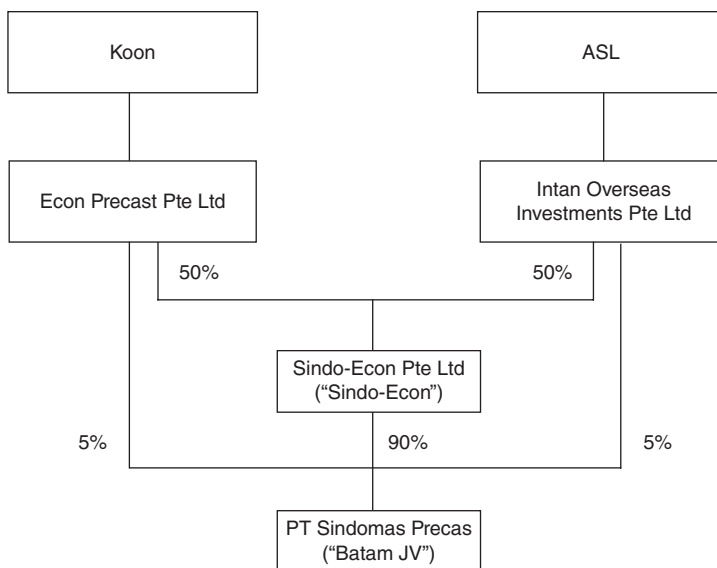 Koon
ASL
Econ Precast Pte Ltd
Intan Overseas
Investments Pte Ltd
50%
50%
Sindo-Econ Pte Ltd
(“Sindo-Econ”)
5%
90%
5%
PT Sindomas Precas
(“Batam JV”)